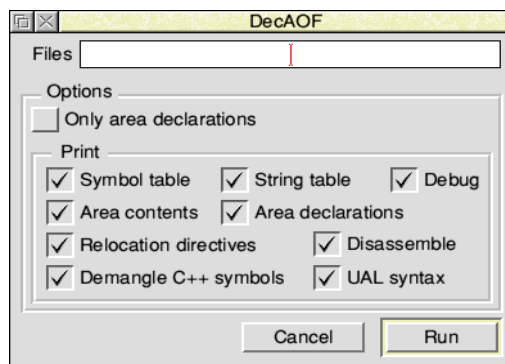 DecAOF
Files
Options
Only area declarations
Print
Symbol table String table Debug
Area contents Area declarations
Relocation directives Disassemble
Demangle C++ symbols UAL syntax
Cancel Run